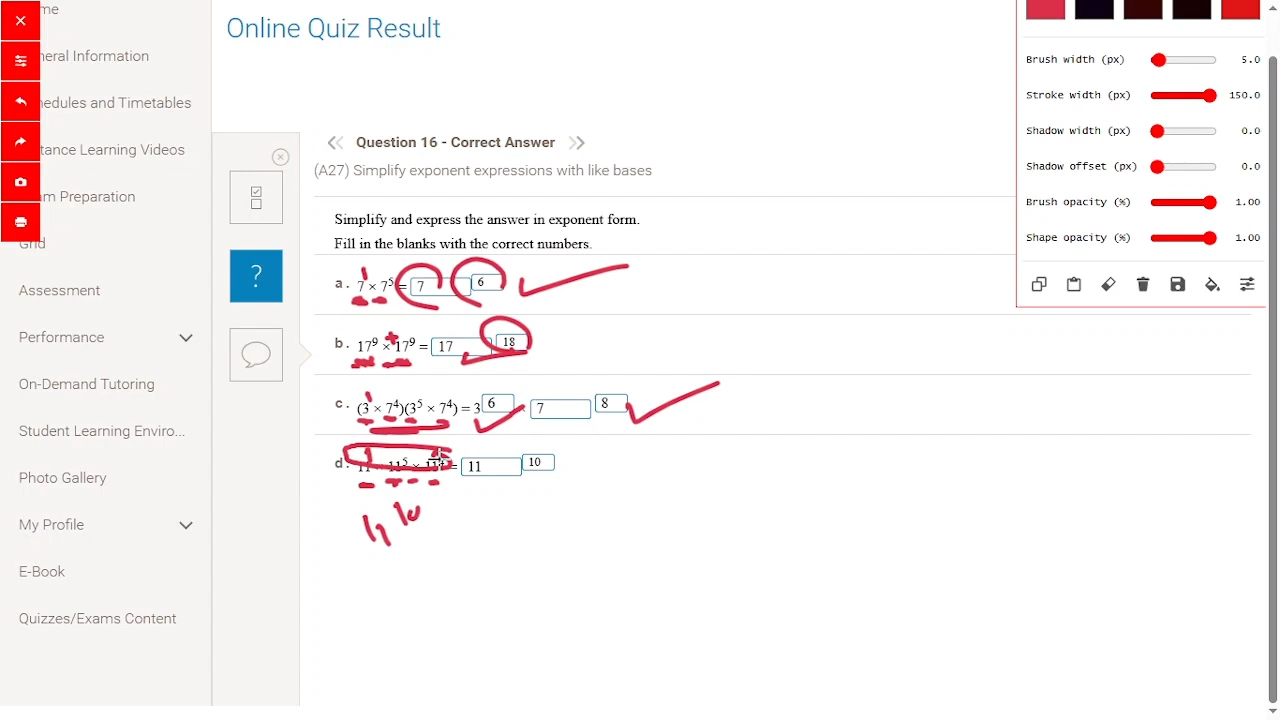 me
Online Quiz Result
neral Information
hedules and Timetables
tance Learning Videos
am Preparation
Grid
Assessment
Performance
On-Demand Tutoring
Student Learning Enviro...
Photo Gallery
My Profile
E-Book
Quizzes/Exams Content
?
Question 16 - Correct Answer
(A27) Simplify exponent expressions with like bases
Simplify and express the answer in exponent form.
Fill in the blanks with the correct numbers.
a. 7 × 7⁵ = 7 6
b. 17⁹ × 17⁹ = 17 18
c. (3 × 7⁴)(3⁵ × 7⁴) = 3 6 × 7 8
d. 11 × 11⁵ × 11⁴ = 11 10
Brush width (px) 5.0
Stroke width (px) 150.0
Shadow width (px) 0.0
Shadow offset (px) 0.0
Brush opacity (%) 1.00
Shape opacity (%) 1.00